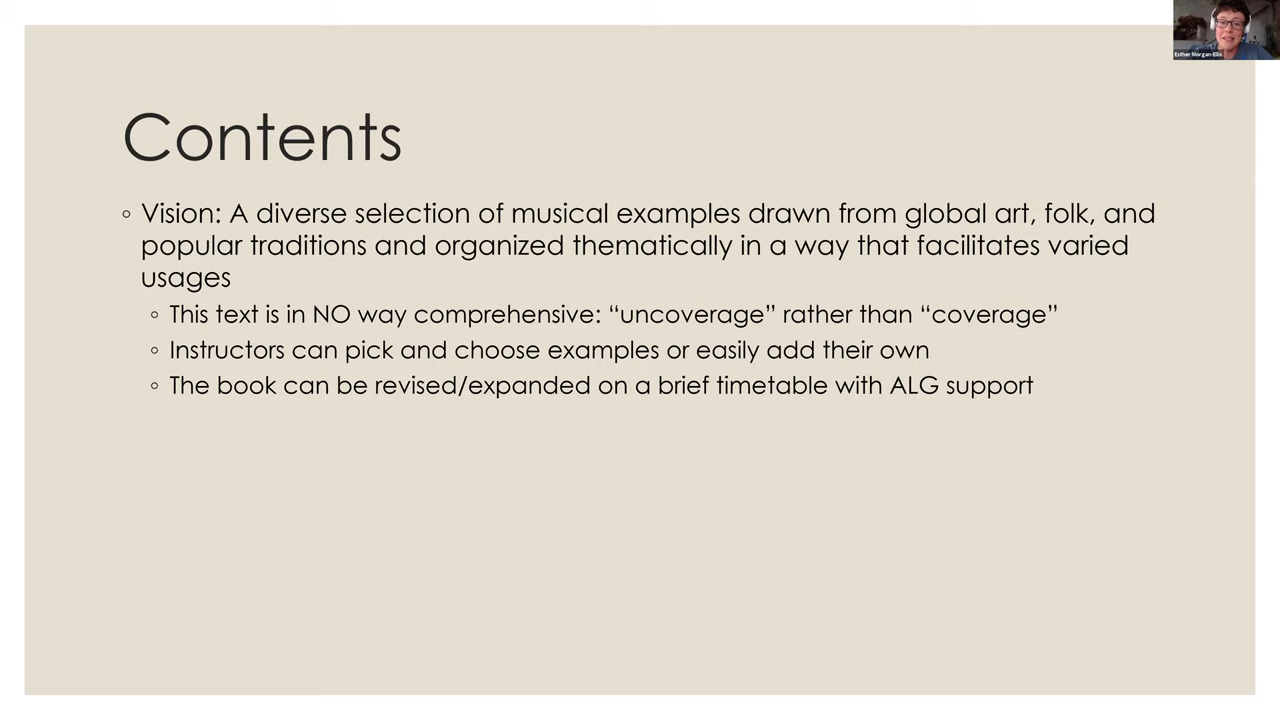 Esther Morgan-Ellis
Contents
◦ Vision: A diverse selection of musical examples drawn from global art, folk, and
popular traditions and organized thematically in a way that facilitates varied
usages
◦ This text is in NO way comprehensive: “uncoverage” rather than “coverage”
◦ Instructors can pick and choose examples or easily add their own
◦ The book can be revised/expanded on a brief timetable with ALG support